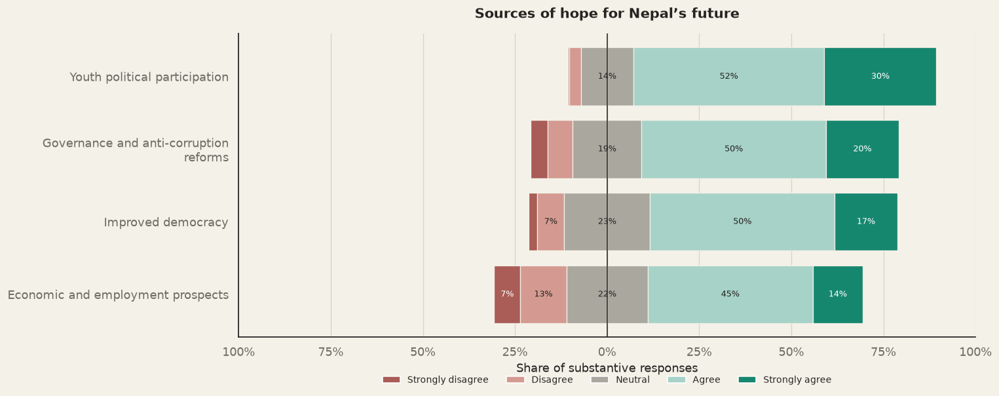 Sources of hope for Nepal’s future
Youth political participation
14%
52%
30%
Governance and anti-corruption
reforms
19%
50%
20%
Improved democracy
7%
23%
50%
17%
Economic and employment prospects
7%
13%
22%
45%
14%
100%
75%
50%
25%
0%
25%
50%
75%
100%
Share of substantive responses
Strongly disagree
Disagree
Neutral
Agree
Strongly agree